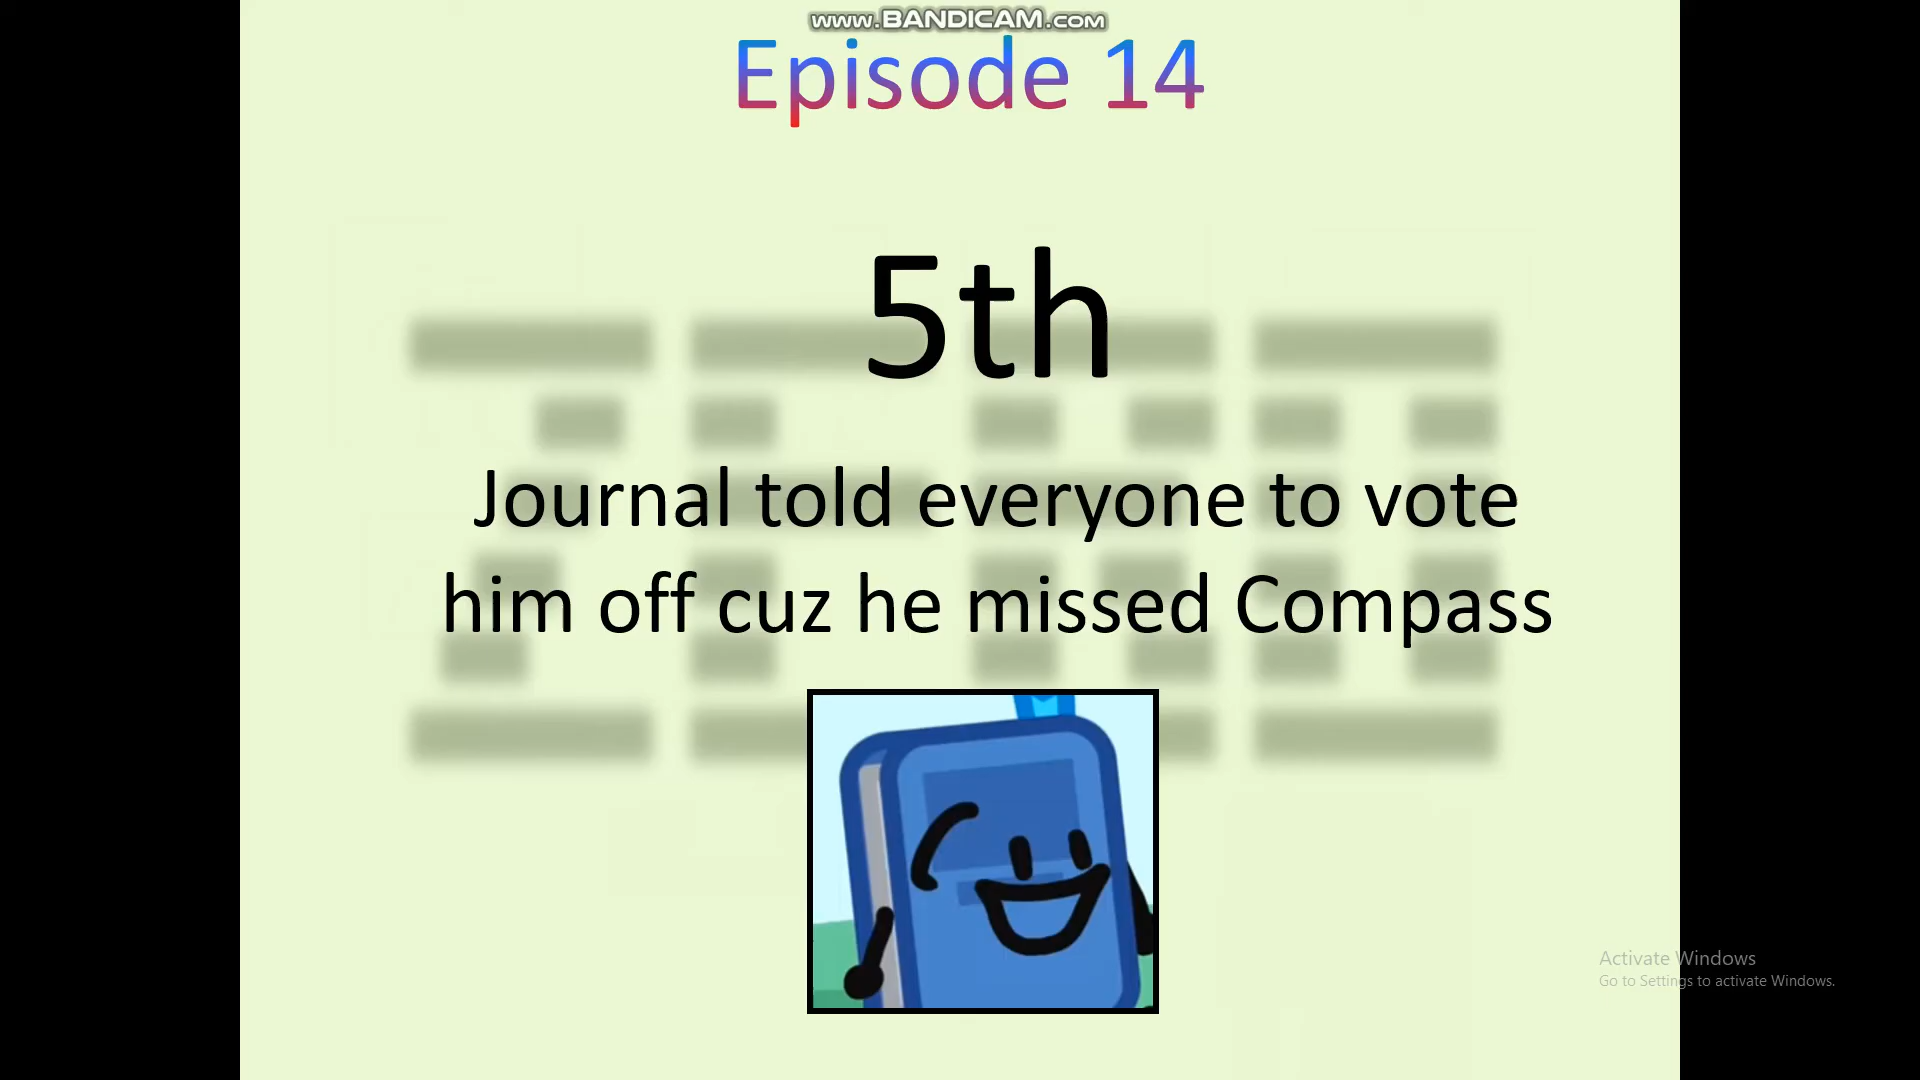 www.BANDICAM.com
Episode 14
5th
Journal told everyone to vote
him off cuz he missed Compass
Activate Windows
Go to Settings to activate Windows.